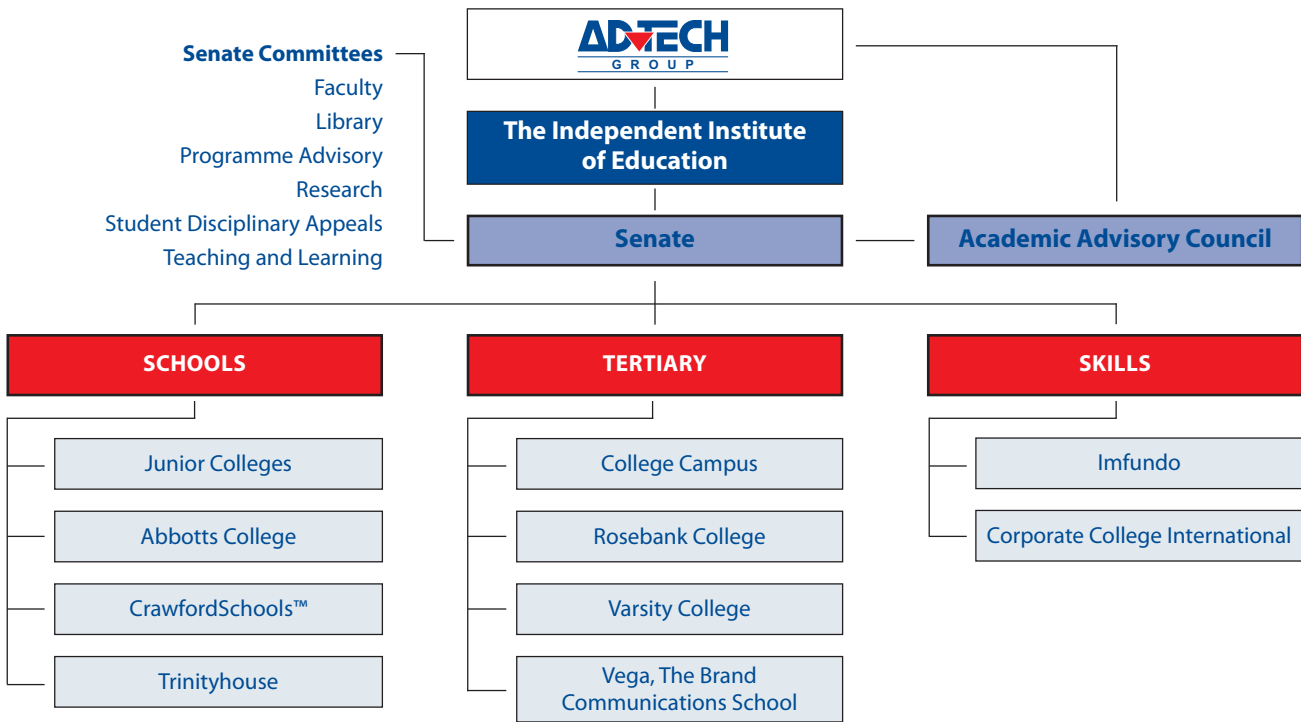 ADTECH
GROUP
Senate Committees
Faculty
Library
Programme Advisory
Research
Student Disciplinary Appeals
Teaching and Learning
The Independent Institute
of Education
Senate
Academic Advisory Council
SCHOOLS
Junior Colleges
Abbotts College
CrawfordSchools™
Trinityhouse
TERTIARY
College Campus
Rosebank College
Varsity College
Vega, The Brand
Communications School
SKILLS
Imfundo
Corporate College International